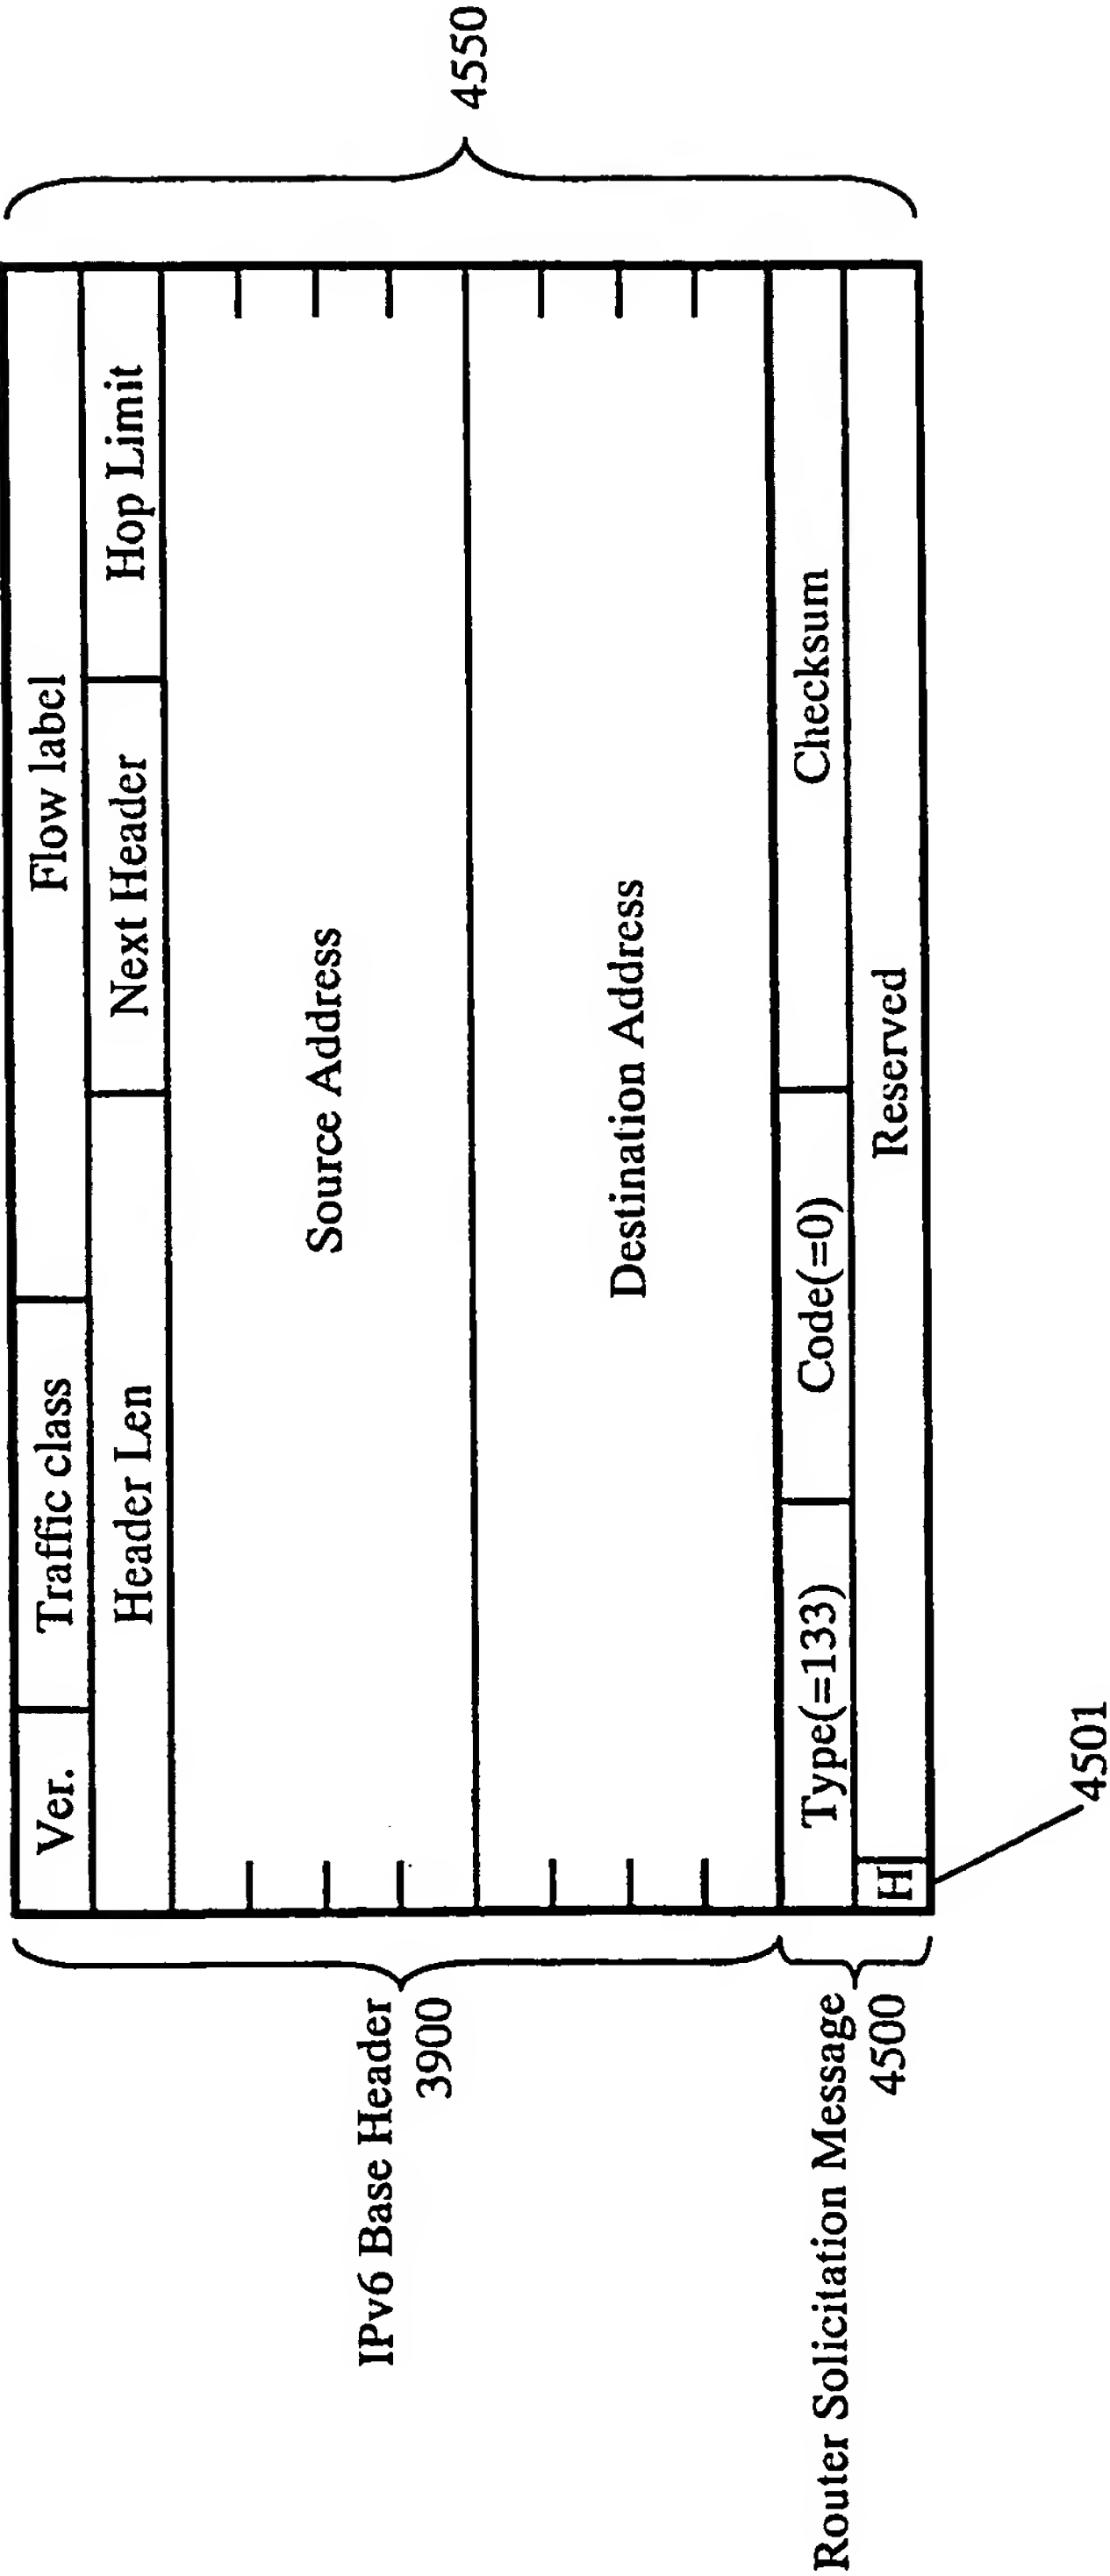 Ver.
Traffic class
Flow label
Header Len
Next Header
Hop Limit
Source Address
Destination Address
Type(=133)
Code(=0)
Checksum
H
Reserved
IPv6 Base Header
3900
Router Solicitation Message
4500
4501
4550